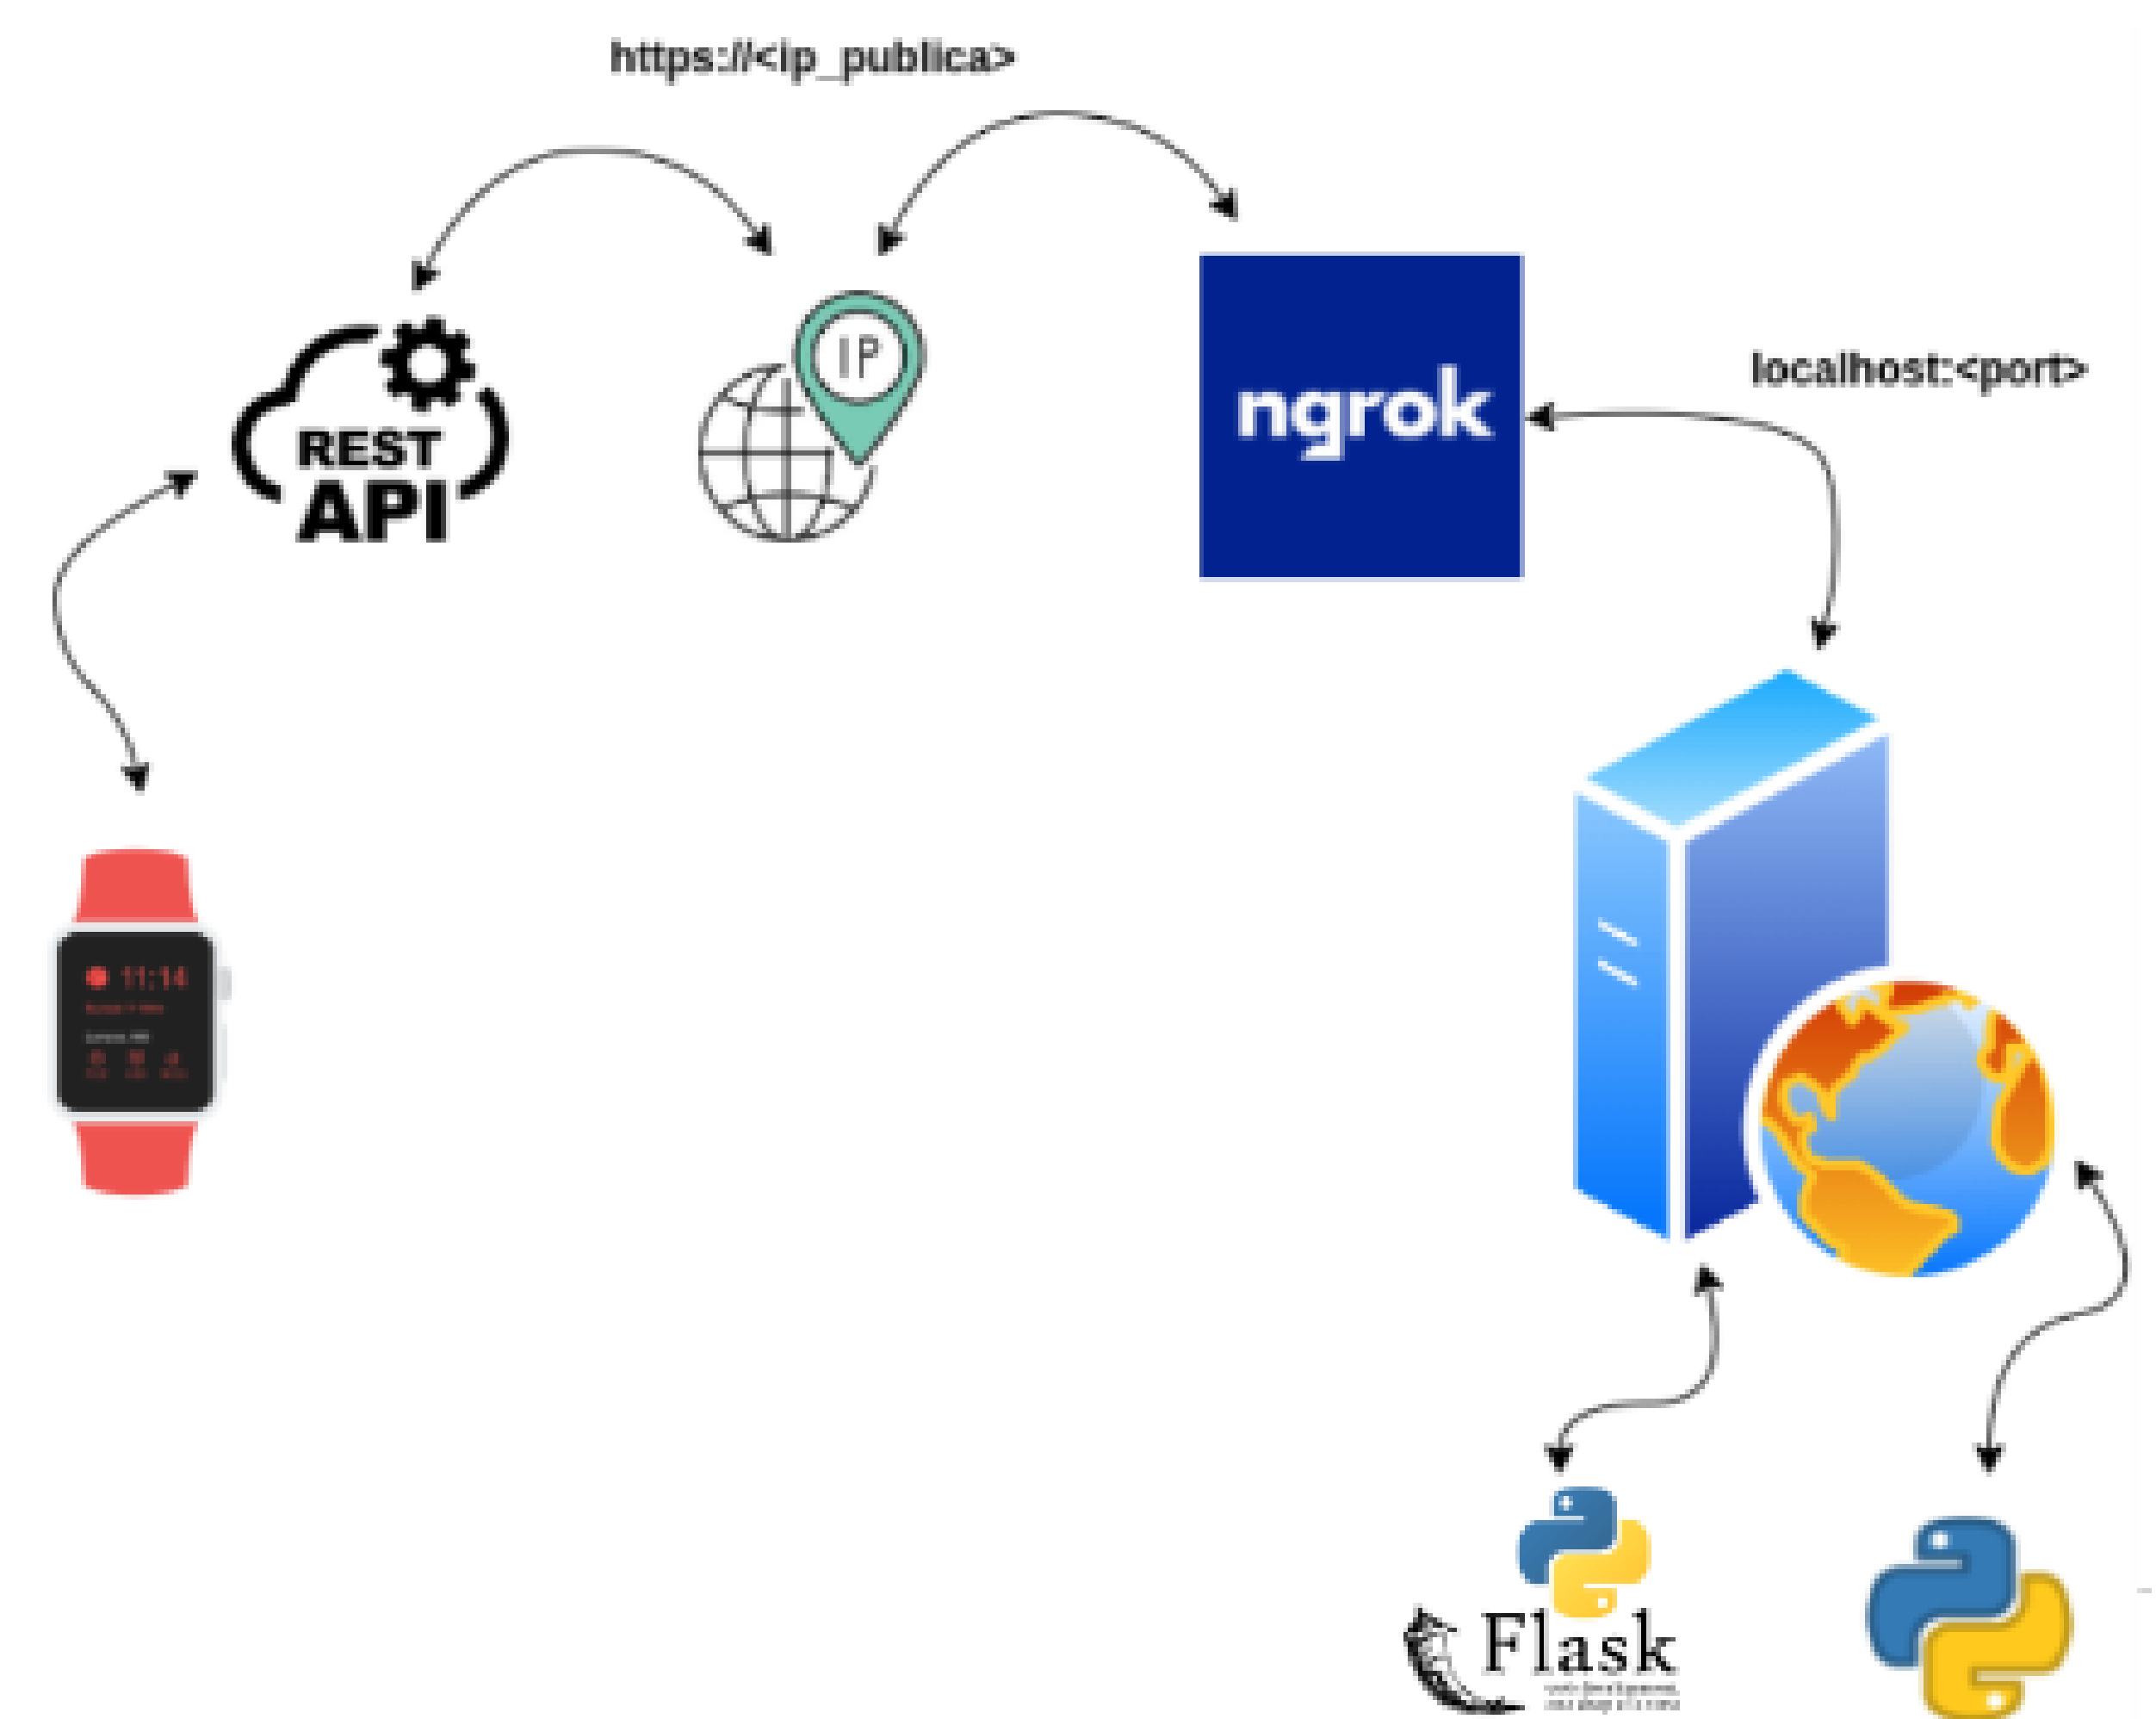 https://<ip_publica>
IP
REST
API
ngrok
localhost:<port>
11:14
Flask